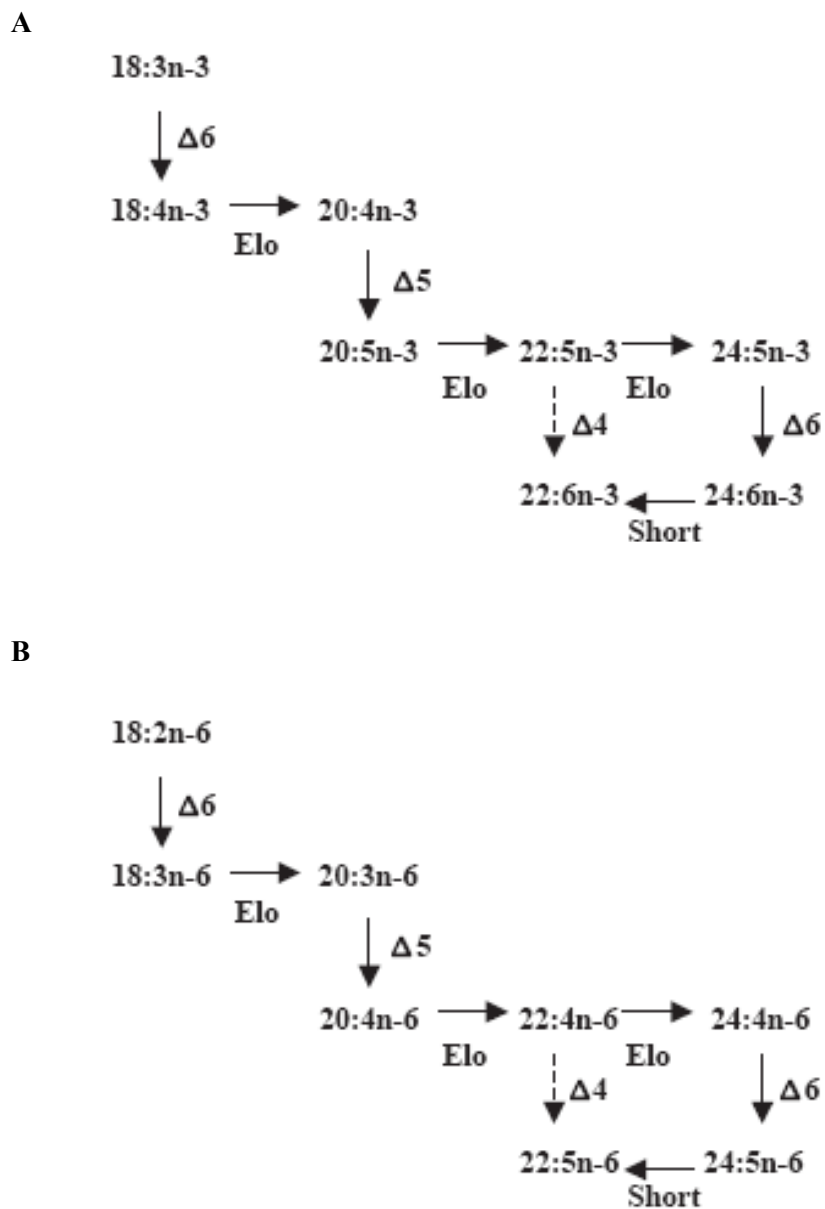 A
18:3n-3
Δ6
18:4n-3 20:4n-3
Elo
Δ5
20:5n-3 22:5n-3 24:5n-3
Elo Elo
Δ4 Δ6
22:6n-3 24:6n-3
Short
B
18:2n-6
Δ6
18:3n-6 20:3n-6
Elo
Δ5
20:4n-6 22:4n-6 24:4n-6
Elo Elo
Δ4 Δ6
22:5n-6 24:5n-6
Short